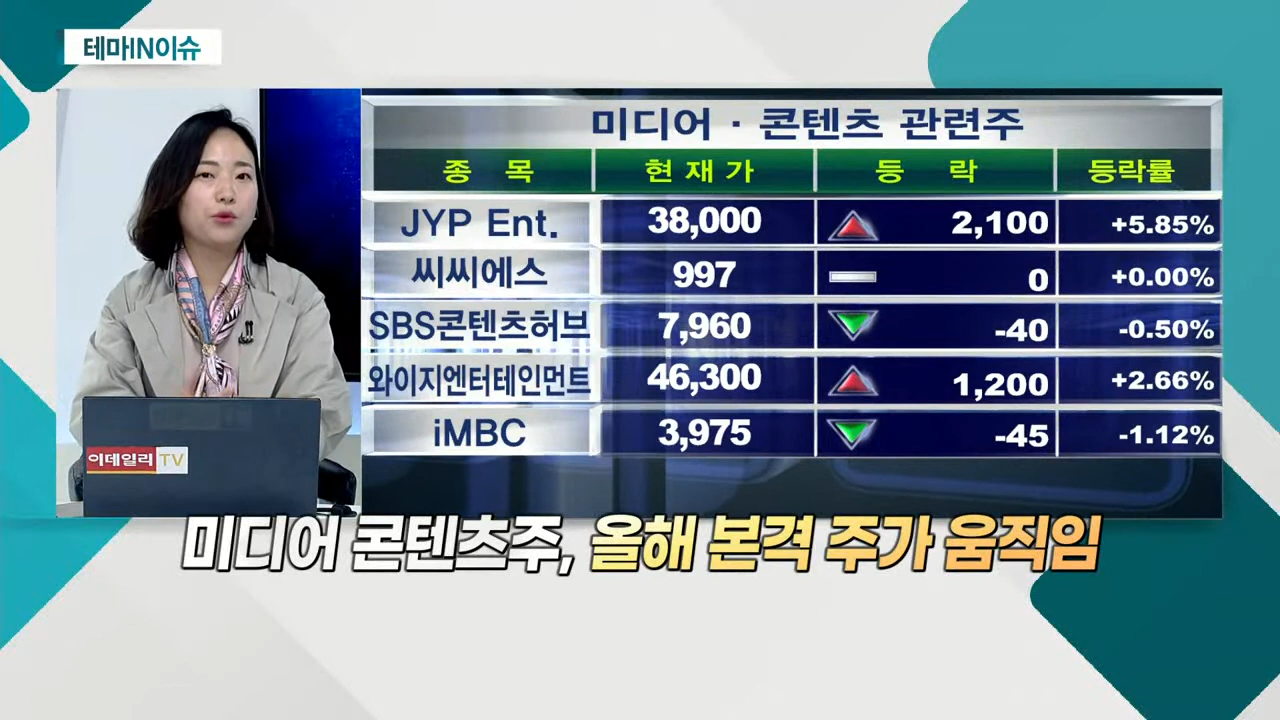 테마IN이슈
미디어 · 콘텐츠 관련주
종 목 현 재 가 등 락 등락률
JYP Ent. 38,000 2,100 +5.85%
씨씨에스 997 0 +0.00%
SBS콘텐츠허브 7,960 -40 -0.50%
와이지엔터테인먼트 46,300 1,200 +2.66%
iMBC 3,975 -45 -1.12%
이데일리 TV
미디어 콘텐츠주, 올해 본격 주가 움직임